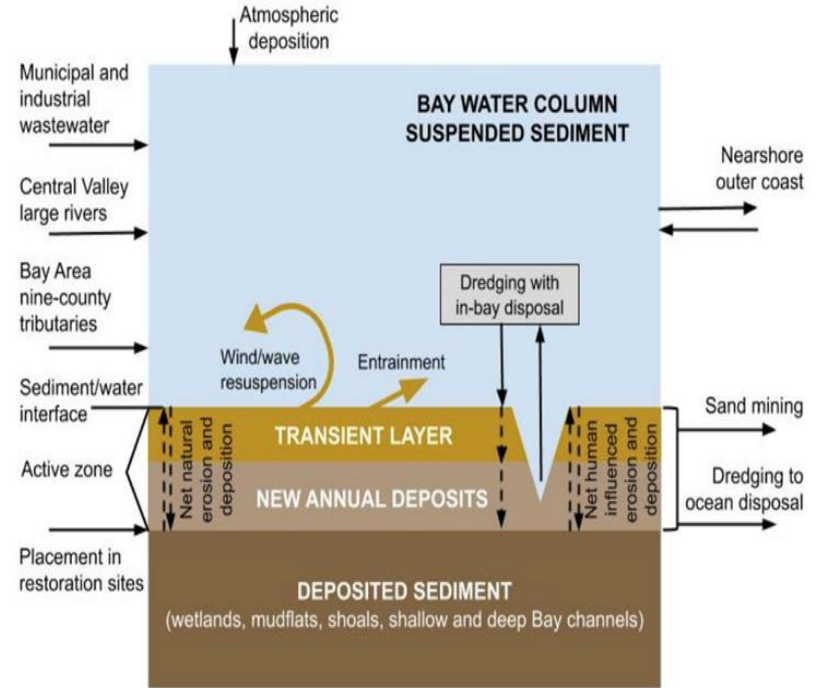 Atmospheric
deposition
Municipal and
industrial
wastewater
BAY WATER COLUMN
SUSPENDED SEDIMENT
Nearshore
outer coast
Central Valley
large rivers
Bay Area
nine-county
tributaries
Dredging with
in-bay disposal
Wind/wave
resuspension
Entrainment
Sediment/water
interface
Active zone
Placement in
restoration sites
Net natural
erosion and
deposition
TRANSIENT LAYER
NEW ANNUAL DEPOSITS
Net human
influenced
erosion and
deposition
Sand mining
Dredging to
ocean disposal
DEPOSITED SEDIMENT
(wetlands, mudflats, shoals, shallow and deep Bay channels)